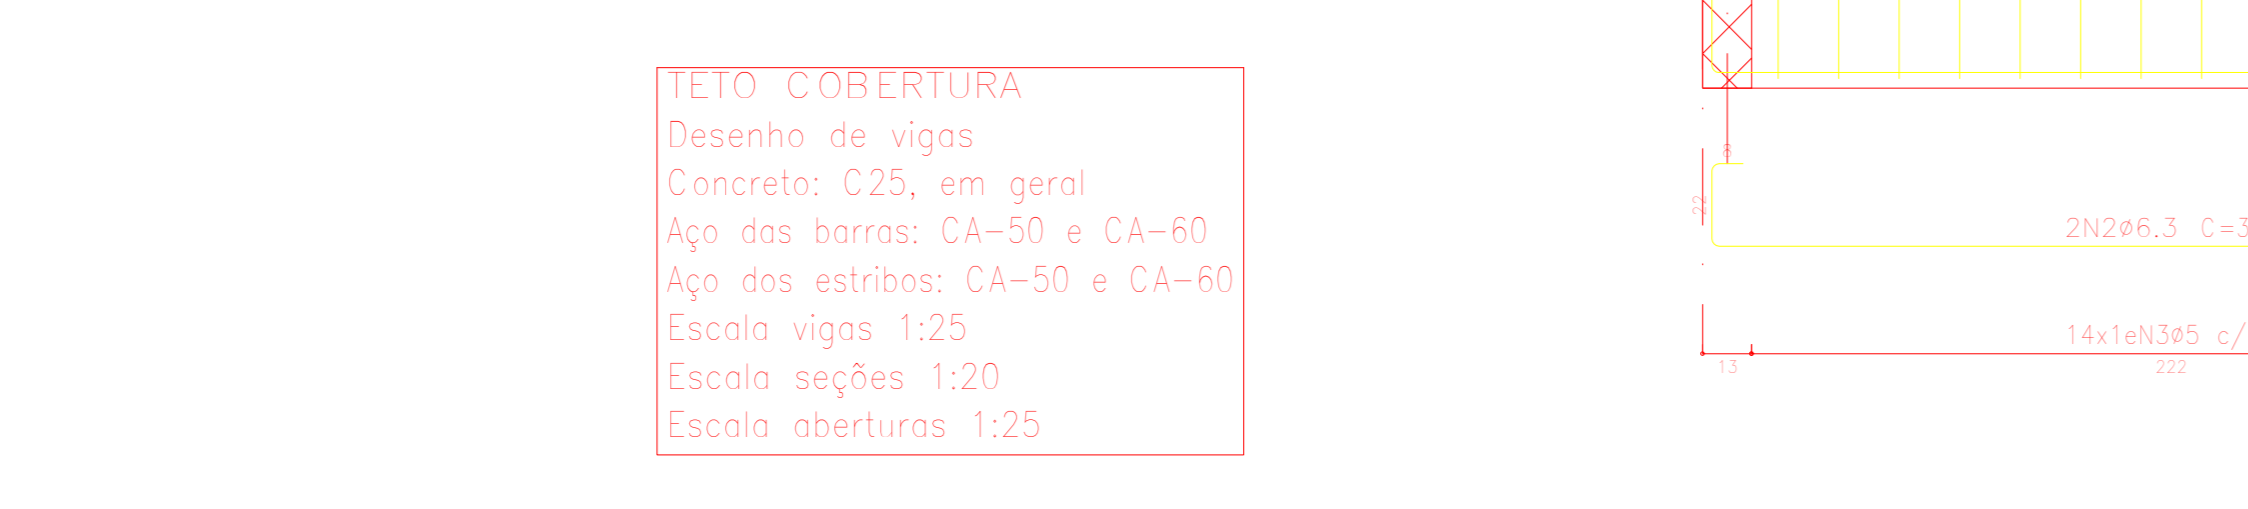 TETO COBERTURA
Desenho de vigas
Concreto: C25, em geral
Aço das barras: CA-50 e CA-60
Aço dos estribos: CA-50 e CA-60
Escala vigas 1:25
Escala seções 1:20
Escala aberturas 1:25
8
22
2N2ø6.3 C=3
14x1eN3ø5 c/
13
222